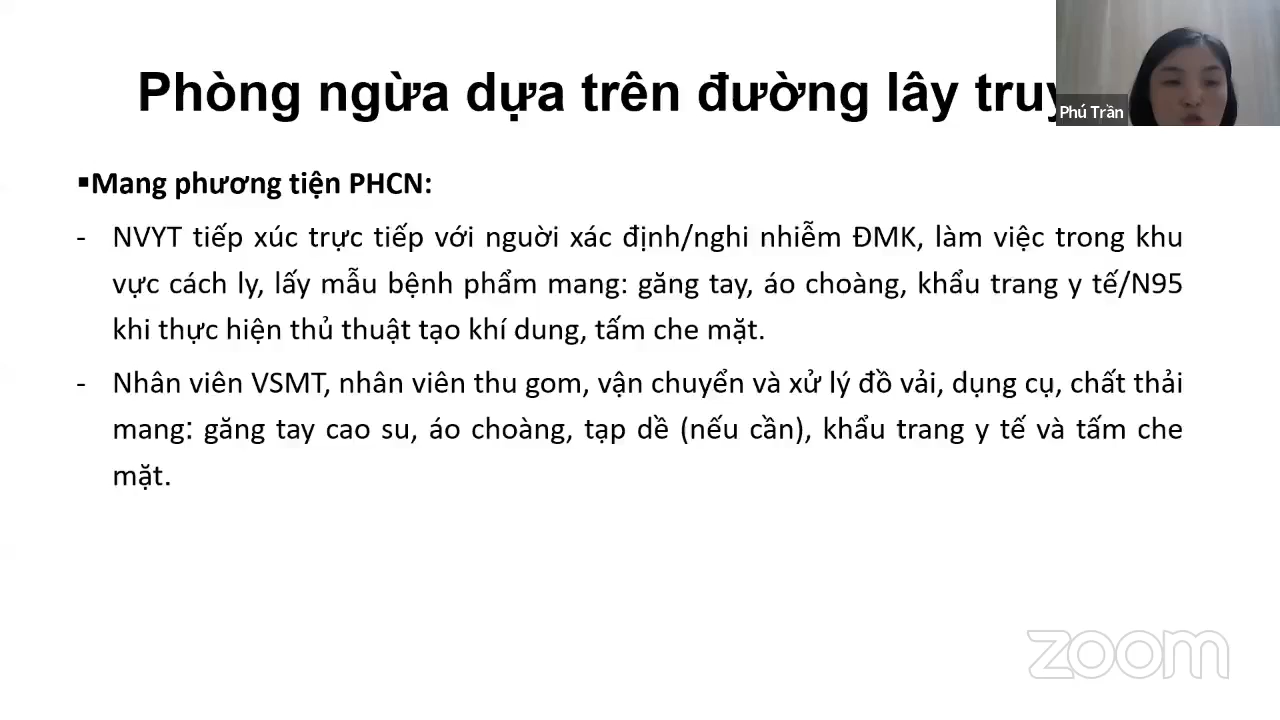 Phòng ngừa dựa trên đường lây
Phú Trần
▪Mang phương tiện PHCN:
- NVYT tiếp xúc trực tiếp với người xác định/nghi nhiễm ĐMK, làm việc trong khu
vực cách ly, lấy mẫu bệnh phẩm mang: găng tay, áo choàng, khẩu trang y tế/N95
khi thực hiện thủ thuật tạo khí dung, tấm che mặt.
- Nhân viên VSMT, nhân viên thu gom, vận chuyển và xử lý đồ vải, dụng cụ, chất thải
mang: găng tay cao su, áo choàng, tạp dề (nếu cần), khẩu trang y tế và tấm che
mặt.
zoom